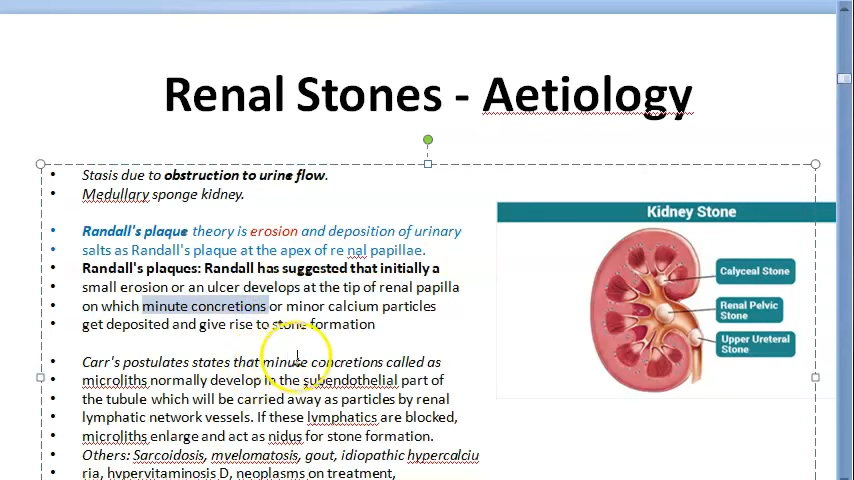 Renal Stones - Aetiology
• Stasis due to obstruction to urine flow.
• Medullary sponge kidney.
• Randall's plaque theory is erosion and deposition of urinary
• salts as Randall's plaque at the apex of re nal papillae.
• Randall's plaques: Randall has suggested that initially a
• small erosion or an ulcer develops at the tip of renal papilla
• on which minute concretions or minor calcium particles
• get deposited and give rise to stone formation
• Carr's postulates states that minute concretions called as
• microliths normally develop in the subendothelial part of
• the tubule which will be carried away as particles by renal
• lymphatic network vessels. If these lymphatics are blocked,
• microliths enlarge and act as nidus for stone formation.
• Others: Sarcoidosis, myelomatosis, gout, idiopathic hypercalciu
• ria, hypervitaminosis D, neoplasms on treatment,
Kidney Stone
Calyceal Stone
Renal Pelvic
Stone
Upper Ureteral
Stone